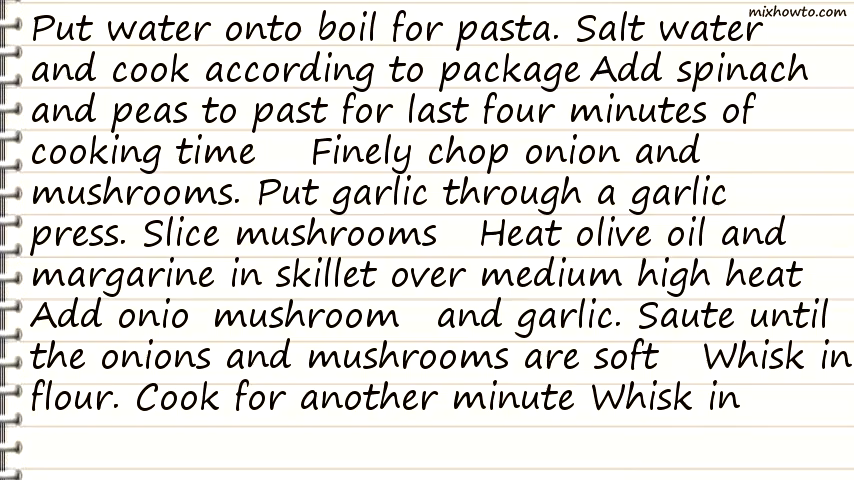 mixhowto.com
Put water onto boil for pasta. Salt water
and cook according to package Add spinach
and peas to past for last four minutes of
cooking time Finely chop onion and
mushrooms. Put garlic through a garlic
press. Slice mushrooms Heat olive oil and
margarine in skillet over medium high heat
Add onio mushroom and garlic. Saute until
the onions and mushrooms are soft Whisk in
flour. Cook for another minute Whisk in